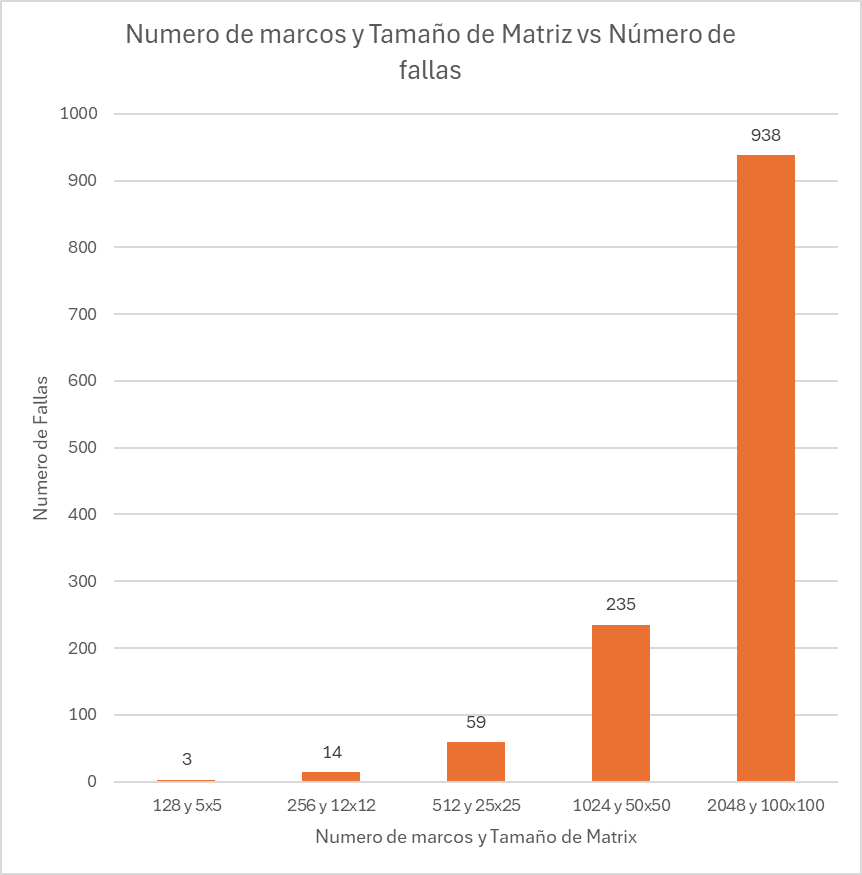 Numero de marcos y Tamaño de Matriz vs Número de
fallas
1000
900
800
700
600
500
400
300
200
100
0
Numero de Fallas
3
14
59
235
938
128 y 5x5
256 y 12x12
512 y 25x25
1024 y 50x50
2048 y 100x100
Numero de marcos y Tamaño de Matrix